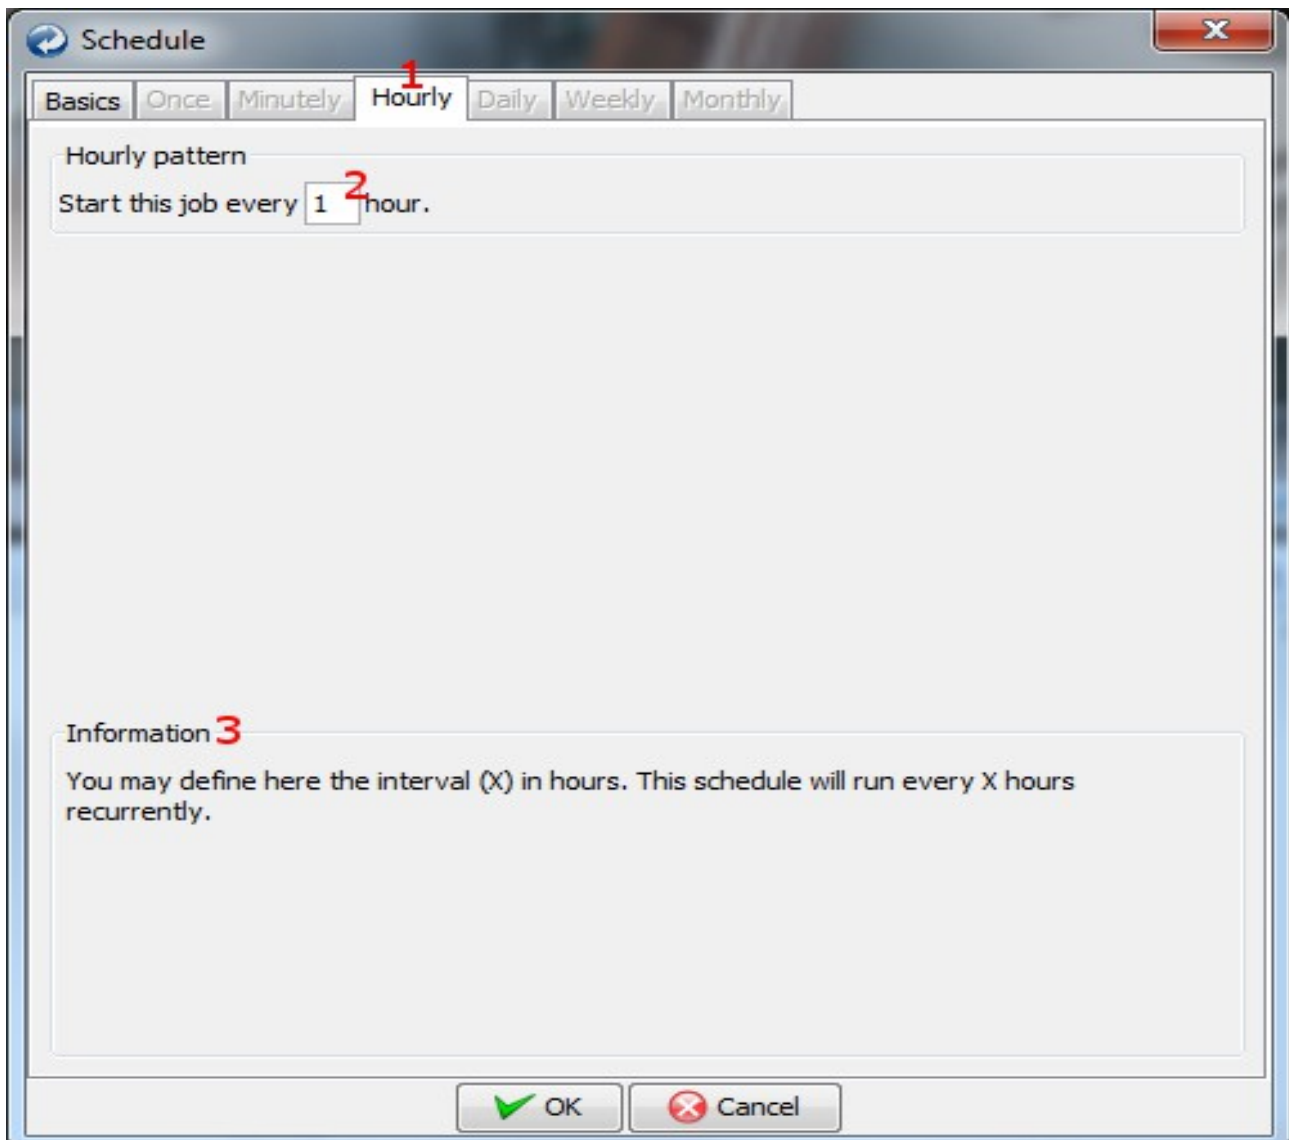 Schedule
1
Basics Once Minutely Hourly Daily Weekly Monthly
Hourly pattern
2
Start this job every 1 hour.
Information 3
You may define here the interval (X) in hours. This schedule will run every X hours
recurrently.
OK Cancel